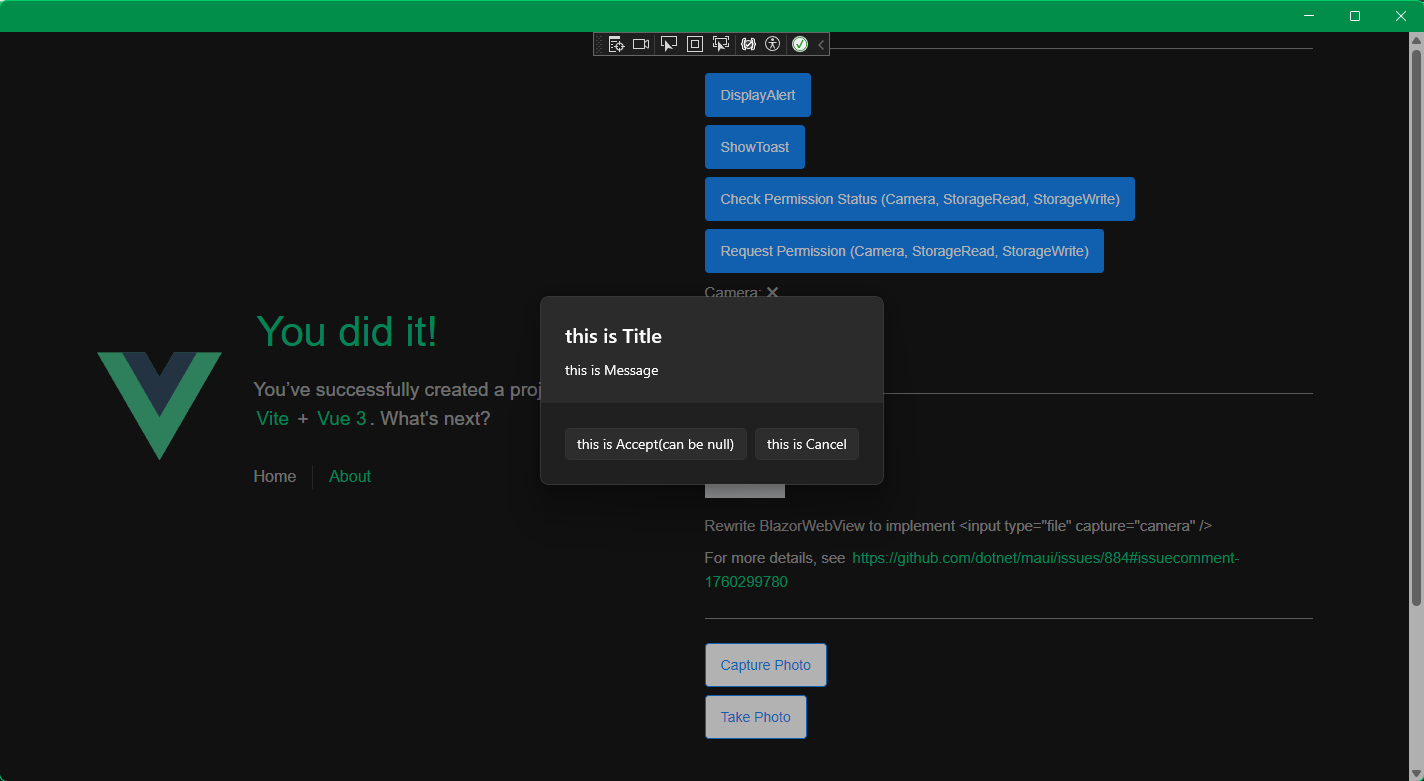 DisplayAlert
ShowToast
Check Permission Status (Camera, StorageRead, StorageWrite)
Request Permission (Camera, StorageRead, StorageWrite)
Camera: ✕
You did it!
You’ve successfully created a proj
Vite + Vue 3. What's next?
Home
About
this is Title
this is Message
this is Accept(can be null)
this is Cancel
Rewrite BlazorWebView to implement <input type="file" capture="camera" />
For more details, see https://github.com/dotnet/maui/issues/884#issuecomment-
1760299780
Capture Photo
Take Photo